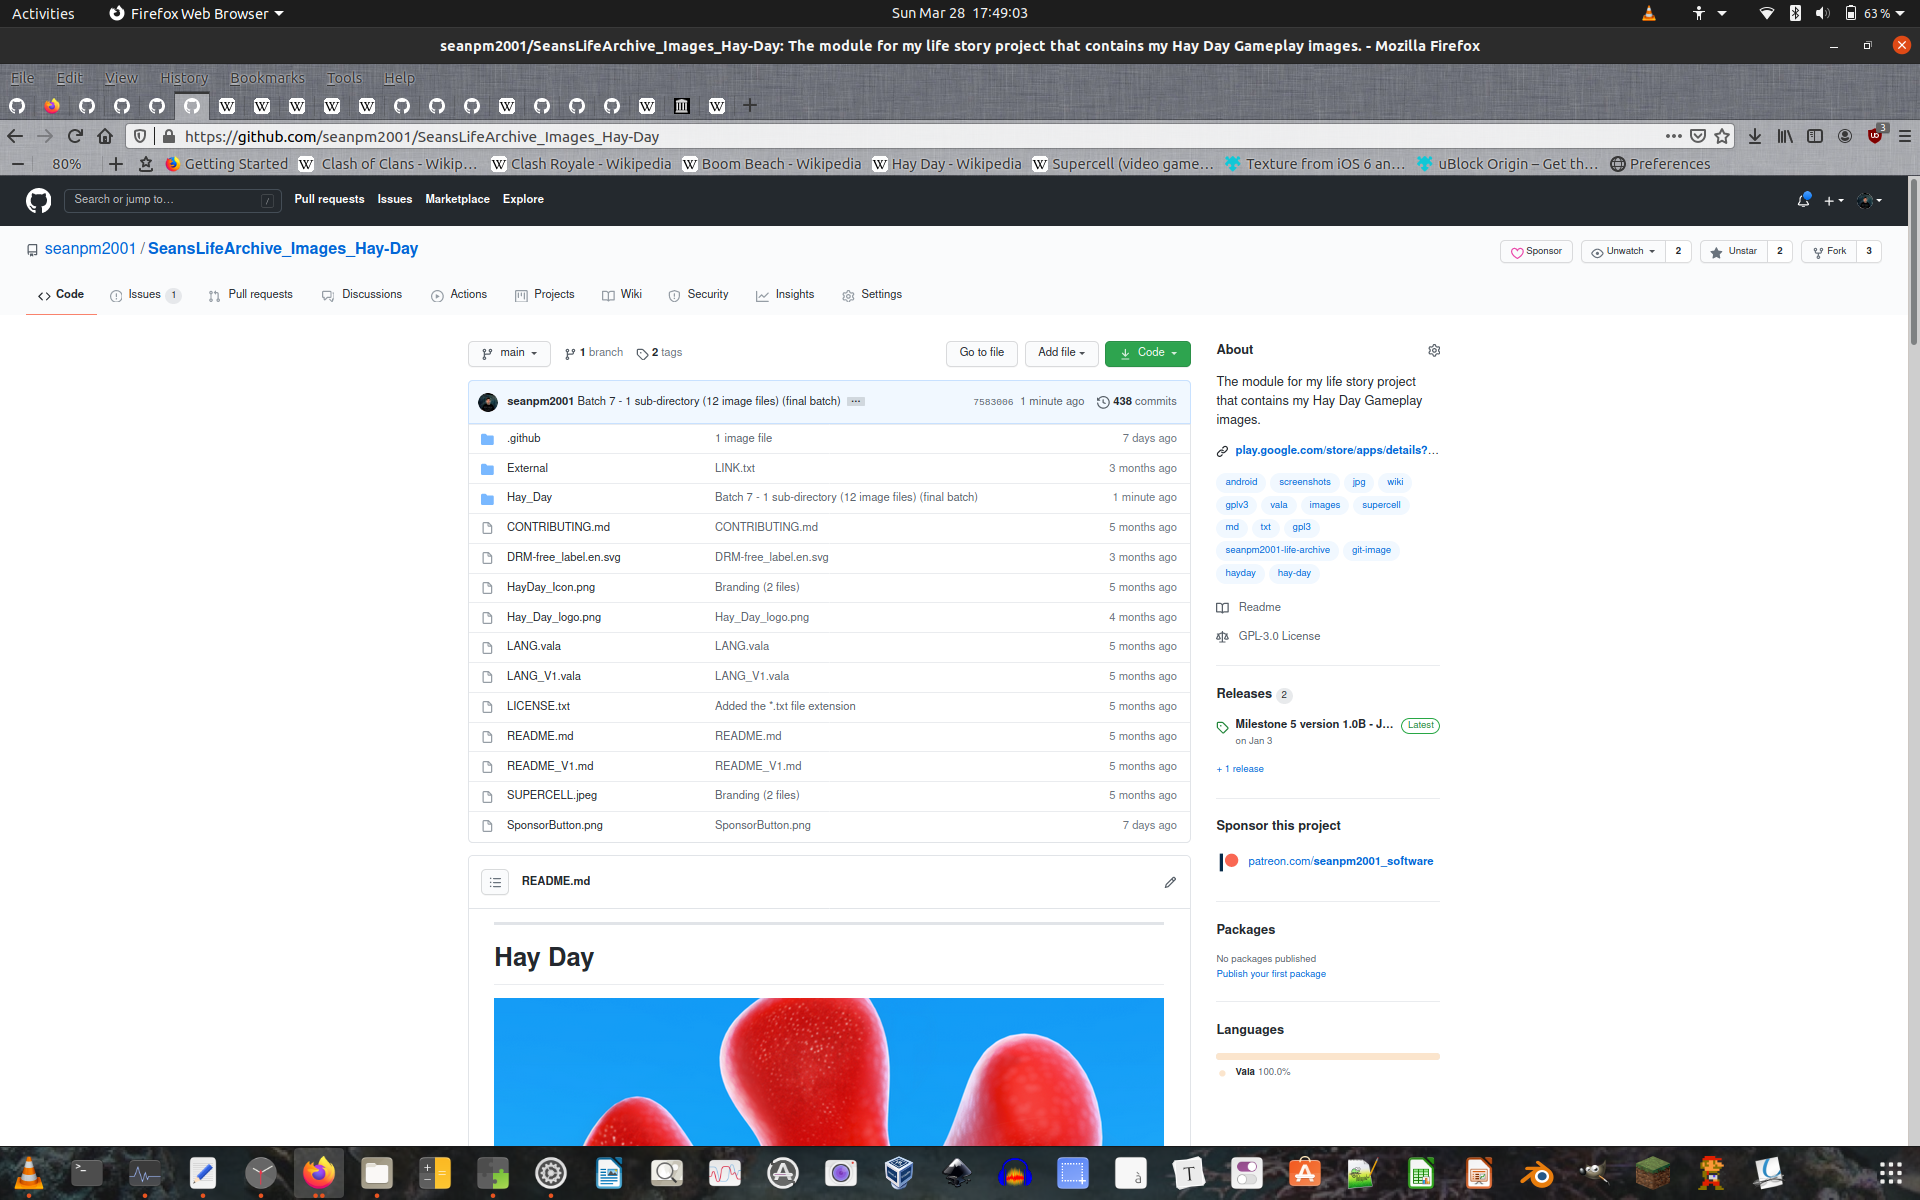 Activities Firefox Web Browser Sun Mar 28 17:49:03 63 %
seanpm2001/SeansLifeArchive_Images_Hay-Day: The module for my life story project that contains my Hay Day Gameplay images. - Mozilla Firefox
File Edit View History Bookmarks Tools Help
https://github.com/seanpm2001/SeansLifeArchive_Images_Hay-Day 3
80% Getting Started Clash of Clans - Wikip… Clash Royale - Wikipedia Boom Beach - Wikipedia Hay Day - Wikipedia Supercell (video game… Texture from iOS 6 an… uBlock Origin – Get th… Preferences
Search or jump to… / Pull requests Issues Marketplace Explore
seanpm2001 / SeansLifeArchive_Images_Hay-Day Sponsor Unwatch 2 Unstar 2 Fork 3
Code Issues 1 Pull requests Discussions Actions Projects Wiki Security Insights Settings
main 1 branch 2 tags Go to file Add file Code
seanpm2001 Batch 7 - 1 sub-directory (12 image files) (final batch) ... 7583006 1 minute ago 438 commits
.github 1 image file 7 days ago
External LINK.txt 3 months ago
Hay_Day Batch 7 - 1 sub-directory (12 image files) (final batch) 1 minute ago
CONTRIBUTING.md CONTRIBUTING.md 5 months ago
DRM-free_label.en.svg DRM-free_label.en.svg 3 months ago
HayDay_Icon.png Branding (2 files) 5 months ago
Hay_Day_logo.png Hay_Day_logo.png 4 months ago
LANG.vala LANG.vala 5 months ago
LANG_V1.vala LANG_V1.vala 5 months ago
LICENSE.txt Added the *.txt file extension 5 months ago
README.md README.md 5 months ago
README_V1.md README_V1.md 5 months ago
SUPERCELL.jpeg Branding (2 files) 5 months ago
SponsorButton.png SponsorButton.png 7 days ago
README.md
Hay Day
About
The module for my life story project
that contains my Hay Day Gameplay
images.
play.google.com/store/apps/details?…
android screenshots jpg wiki
gplv3 vala images supercell
md txt gpl3
seanpm2001-life-archive git-image
hayday hay-day
Readme
GPL-3.0 License
Releases 2
Milestone 5 version 1.0B - J… Latest
on Jan 3
+ 1 release
Sponsor this project
patreon.com/seanpm2001_software
Packages
No packages published
Publish your first package
Languages
Vala 100.0%